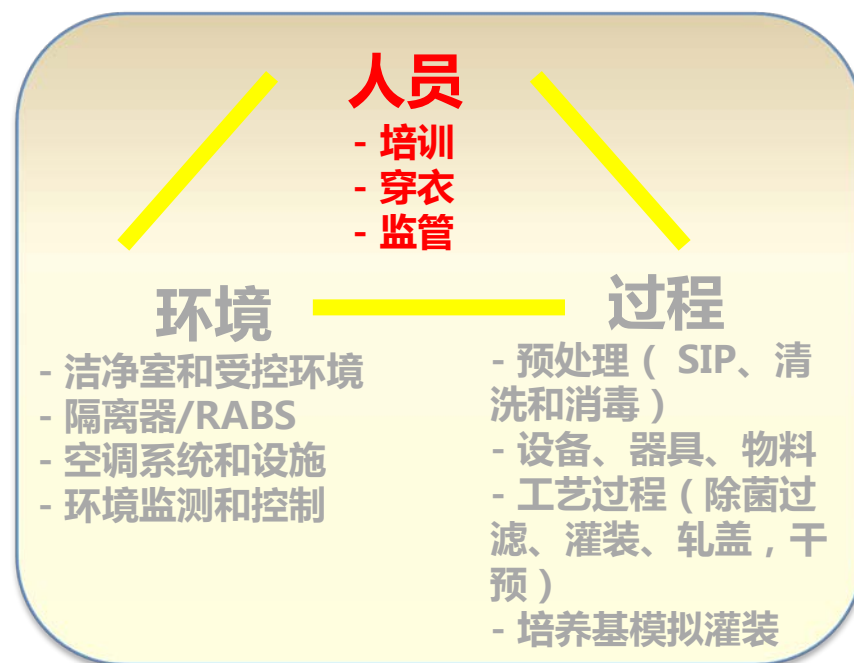 人员
- 培训
- 穿衣
- 监管
环境
- 洁净室和受控环境
- 隔离器/RABS
- 空调系统和设施
- 环境监测和控制
过程
- 预处理（ SIP、清
洗和消毒）
- 设备、器具、物料
- 工艺过程（除菌过
滤、灌装、轧盖，干
预）
- 培养基模拟灌装